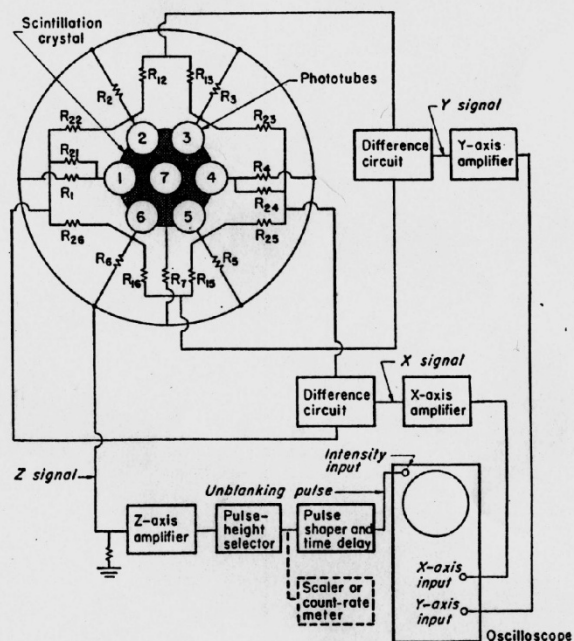 Scintillation
crystal
R12
R13
Phototubes
R2
R3
R22
R23
2
3
Y signal
R21
Difference
circuit
Y-axis
amplifier
1
7
4
R4
R1
R24
6
5
R26
R25
R6
R5
R16
R7
R15
X signal
Difference
circuit
X-axis
amplifier
Z signal
Intensity
input
Unblanking pulse
Z-axis
amplifier
Pulse-
height
selector
Pulse
shaper and
time delay
X-axis
input
Scaler or
count-rate
meter
Y-axis
input
Oscilloscope